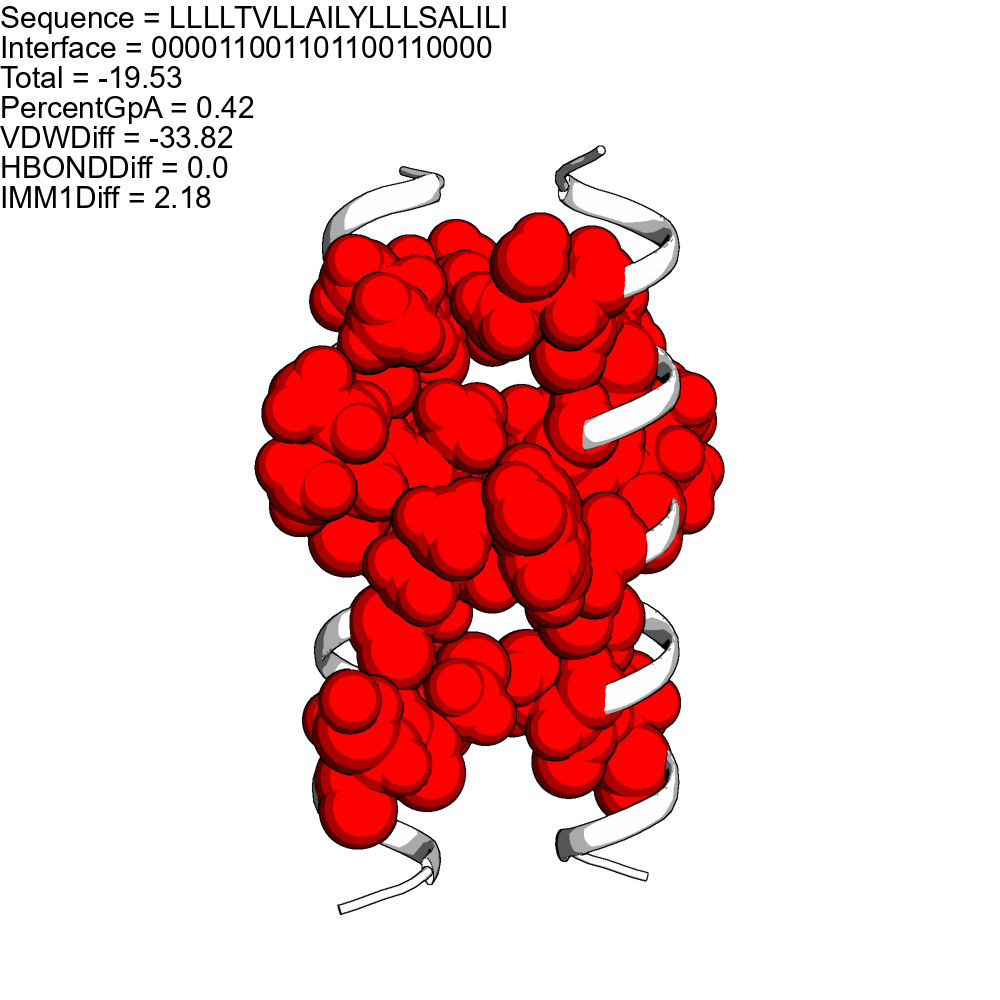 Sequence = LLLLTVLLAILYLLLSALILI
Interface = 000011001101100110000
Total = -19.53
PercentGpA = 0.42
VDWDiff = -33.82
HBONDDiff = 0.0
IMM1Diff = 2.18